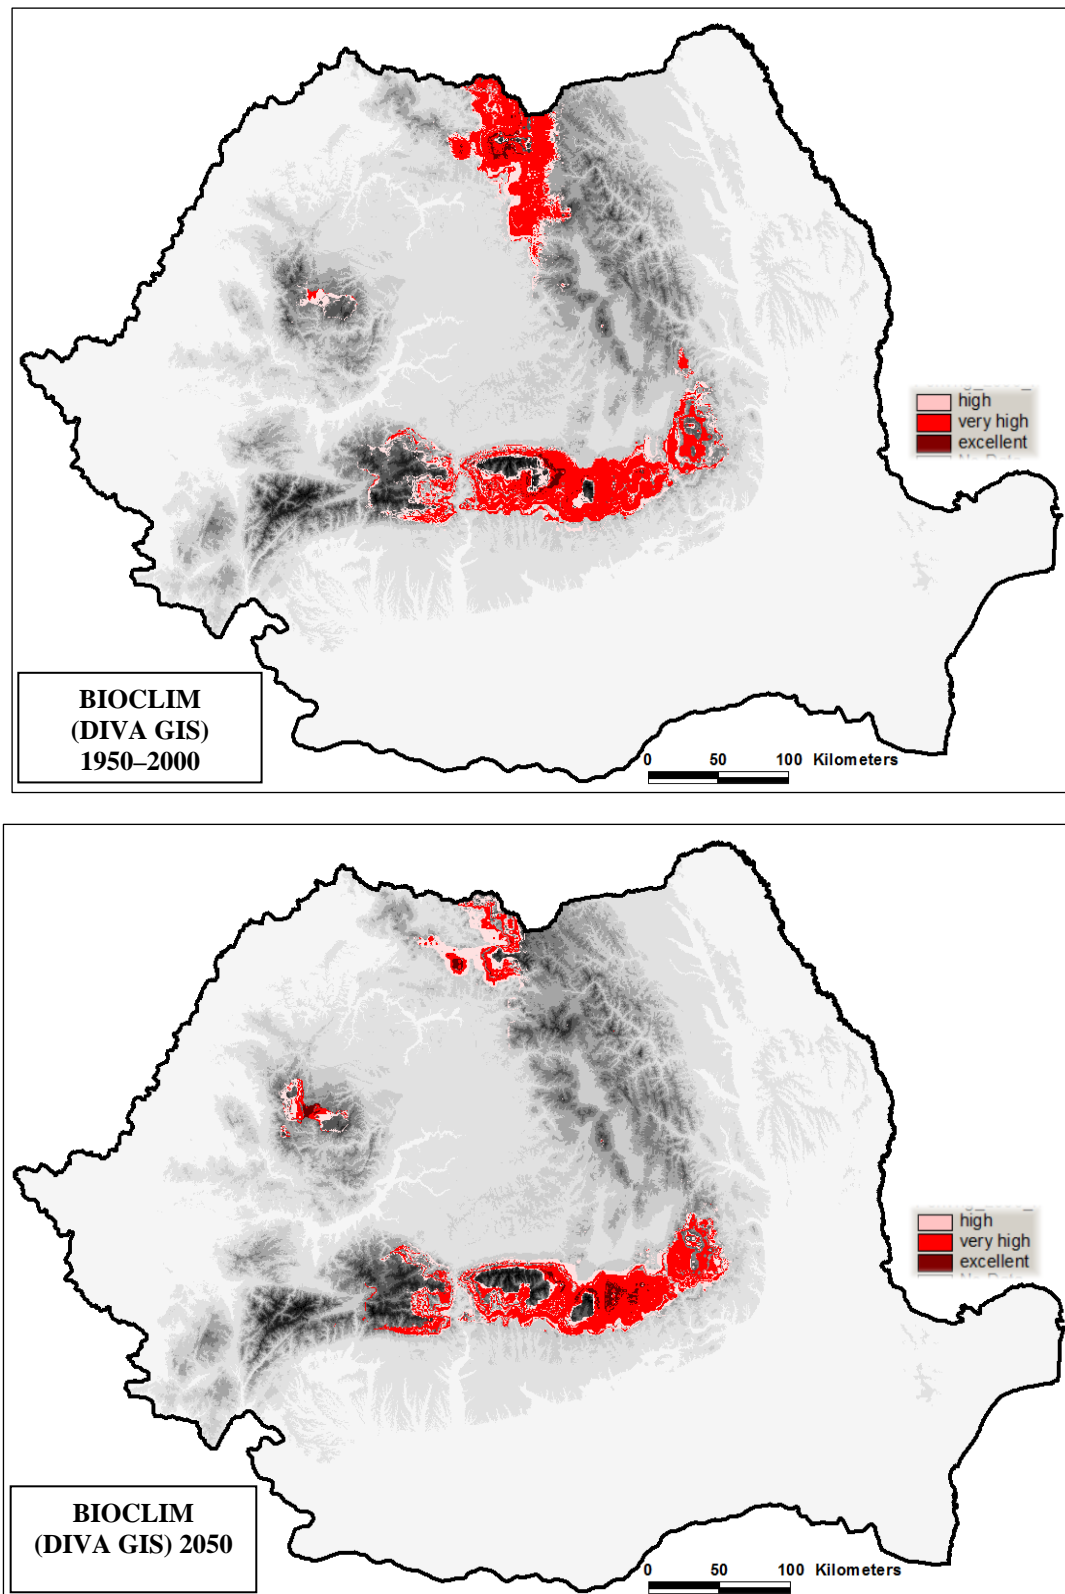 high
very high
excellent
BIOCLIM
(DIVA GIS)
1950–2000
0 50 100 Kilometers
high
very high
excellent
BIOCLIM
(DIVA GIS) 2050
0 50 100 Kilometers